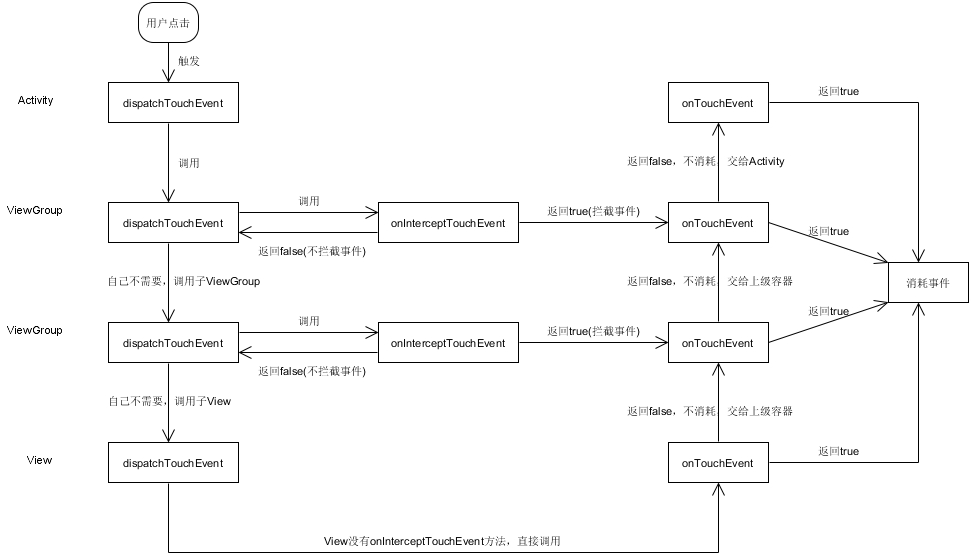 用户点击
触发
Activity
dispatchTouchEvent
onTouchEvent
返回true
调用
返回false，不消耗，交给Activity
ViewGroup
dispatchTouchEvent
调用
返回false(不拦截事件)
onInterceptTouchEvent
返回true(拦截事件)
onTouchEvent
返回true
自己不需要，调用子ViewGroup
返回false，不消耗，交给上级容器
消耗事件
ViewGroup
dispatchTouchEvent
调用
返回false(不拦截事件)
onInterceptTouchEvent
返回true(拦截事件)
onTouchEvent
返回true
自己不需要，调用子View
返回false，不消耗，交给上级容器
View
dispatchTouchEvent
onTouchEvent
返回true
View没有onInterceptTouchEvent方法，直接调用